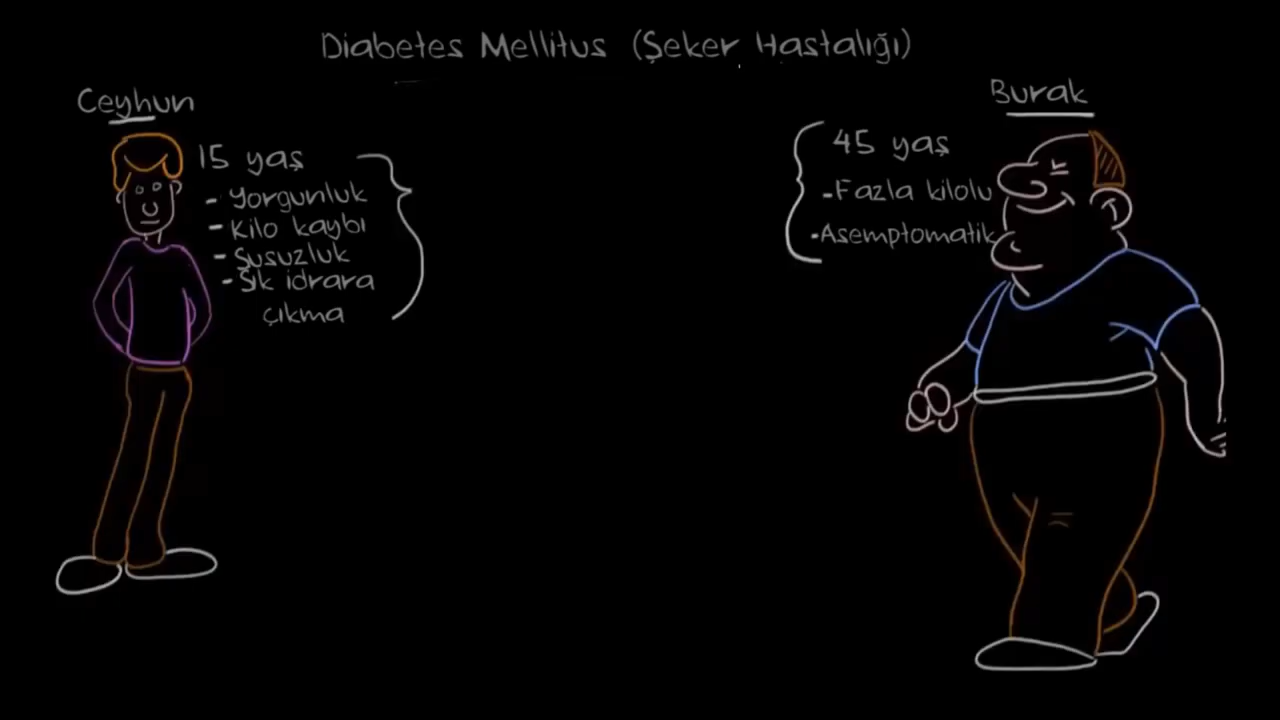 Diabetes Mellitus (Şeker Hastalığı)
Ceyhun
15 yaş
- Yorgunluk
- Kilo kaybı
- Susuzluk
- Sık idrara
çıkma
Burak
45 yaş
- Fazla kilolu
- Asemptomatik